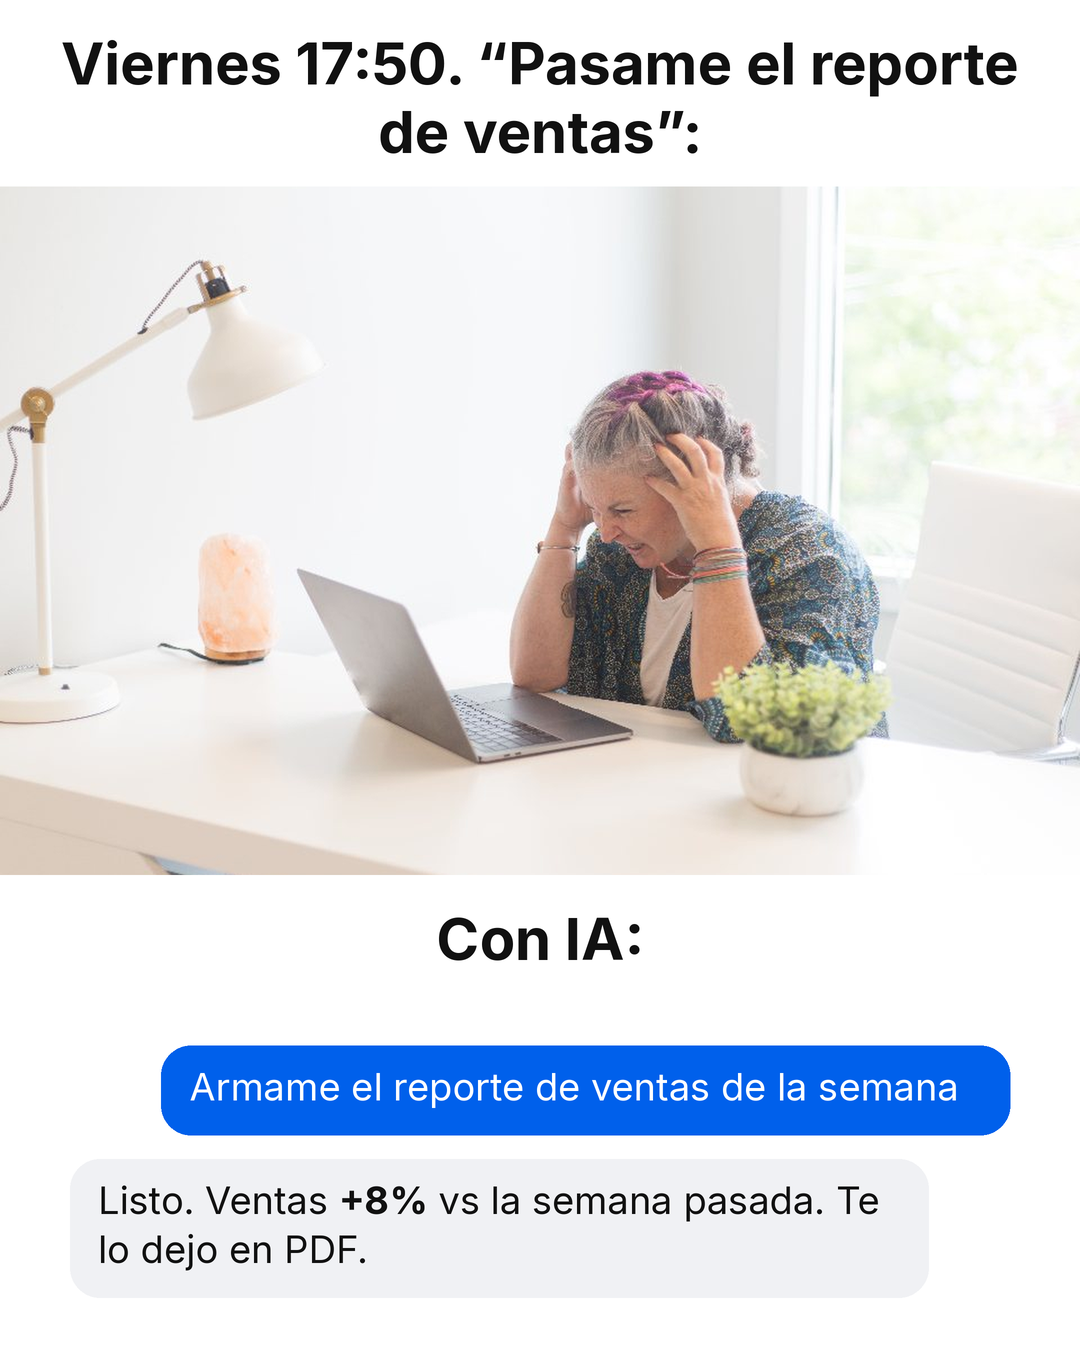 Viernes 17:50. “Pasame el reporte
de ventas”:
Con IA:
Armame el reporte de ventas de la semana
Listo. Ventas +8% vs la semana pasada. Te
lo dejo en PDF.